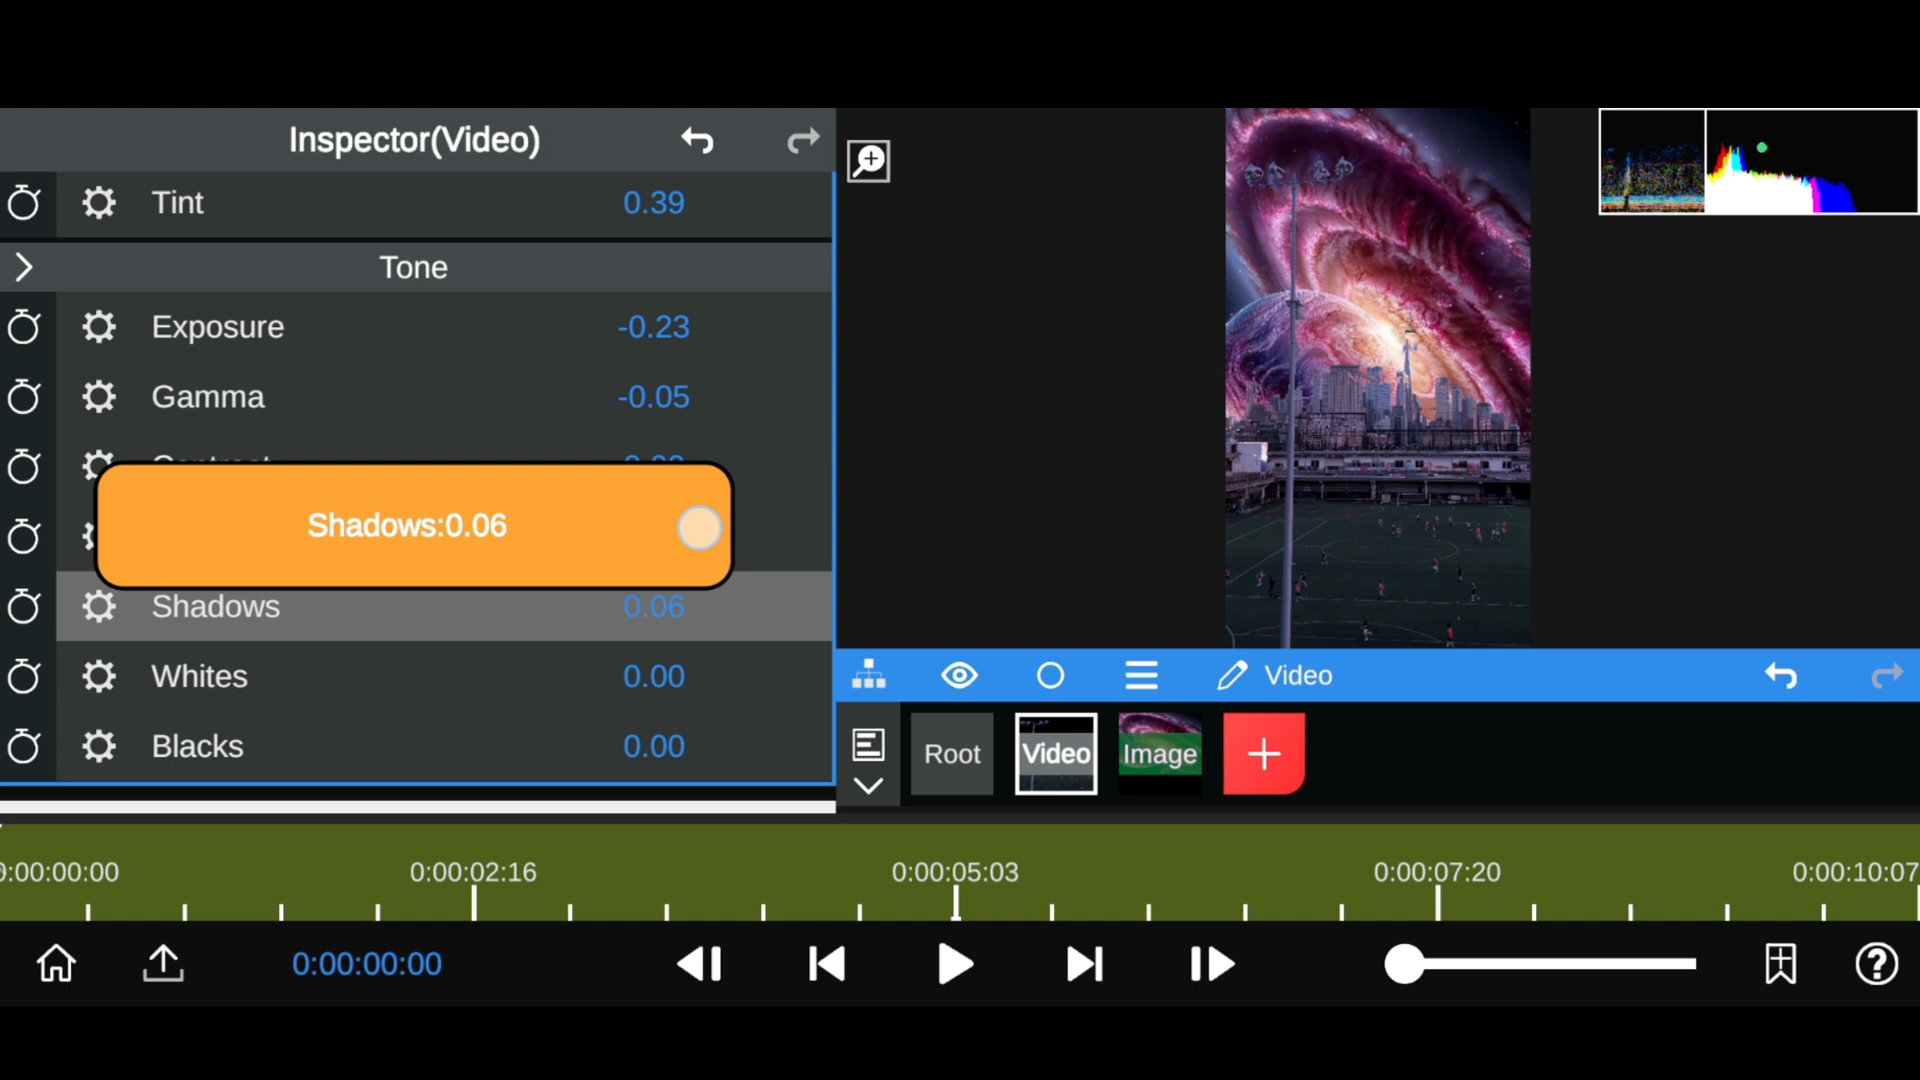 Inspector(Video)
Tint 0.39
Tone
Exposure -0.23
Gamma -0.05
Shadows:0.06
Shadows 0.06
Whites 0.00
Blacks 0.00
Video
Root Video Image
0:00:00:00 0:00:02:16 0:00:05:03 0:00:07:20 0:00:10:07
0:00:00:00